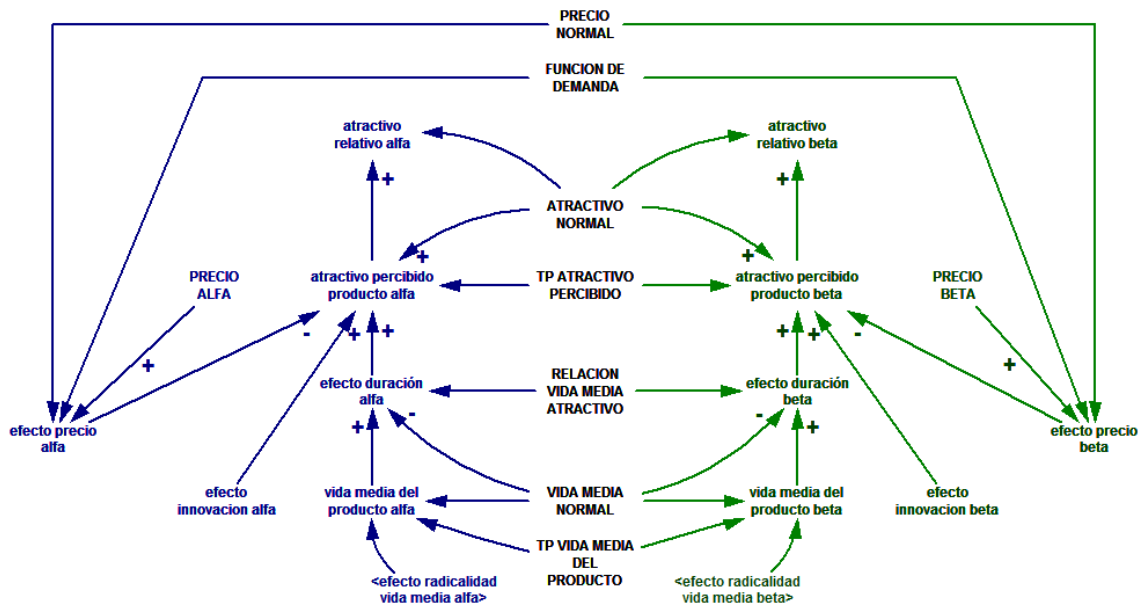 PRECIO
NORMAL
FUNCION DE
DEMANDA
atractivo
relativo alfa
atractivo
relativo beta
+
+
ATRACTIVO
NORMAL
+
+
PRECIO
ALFA
atractivo percibido
producto alfa
TP ATRACTIVO
PERCIBIDO
atractivo percibido
producto beta
PRECIO
BETA
-
+
+
+
+
-
+
+
efecto duración
alfa
RELACION
VIDA MEDIA
ATRACTIVO
efecto duración
beta
-
+
-
+
efecto precio
alfa
efecto precio
beta
efecto
innovacion alfa
vida media del
producto alfa
VIDA MEDIA
NORMAL
vida media del
producto beta
efecto
innovacion beta
TP VIDA MEDIA
DEL
PRODUCTO
<efecto radicalidad
vida media alfa>
<efecto radicalidad
vida media beta>